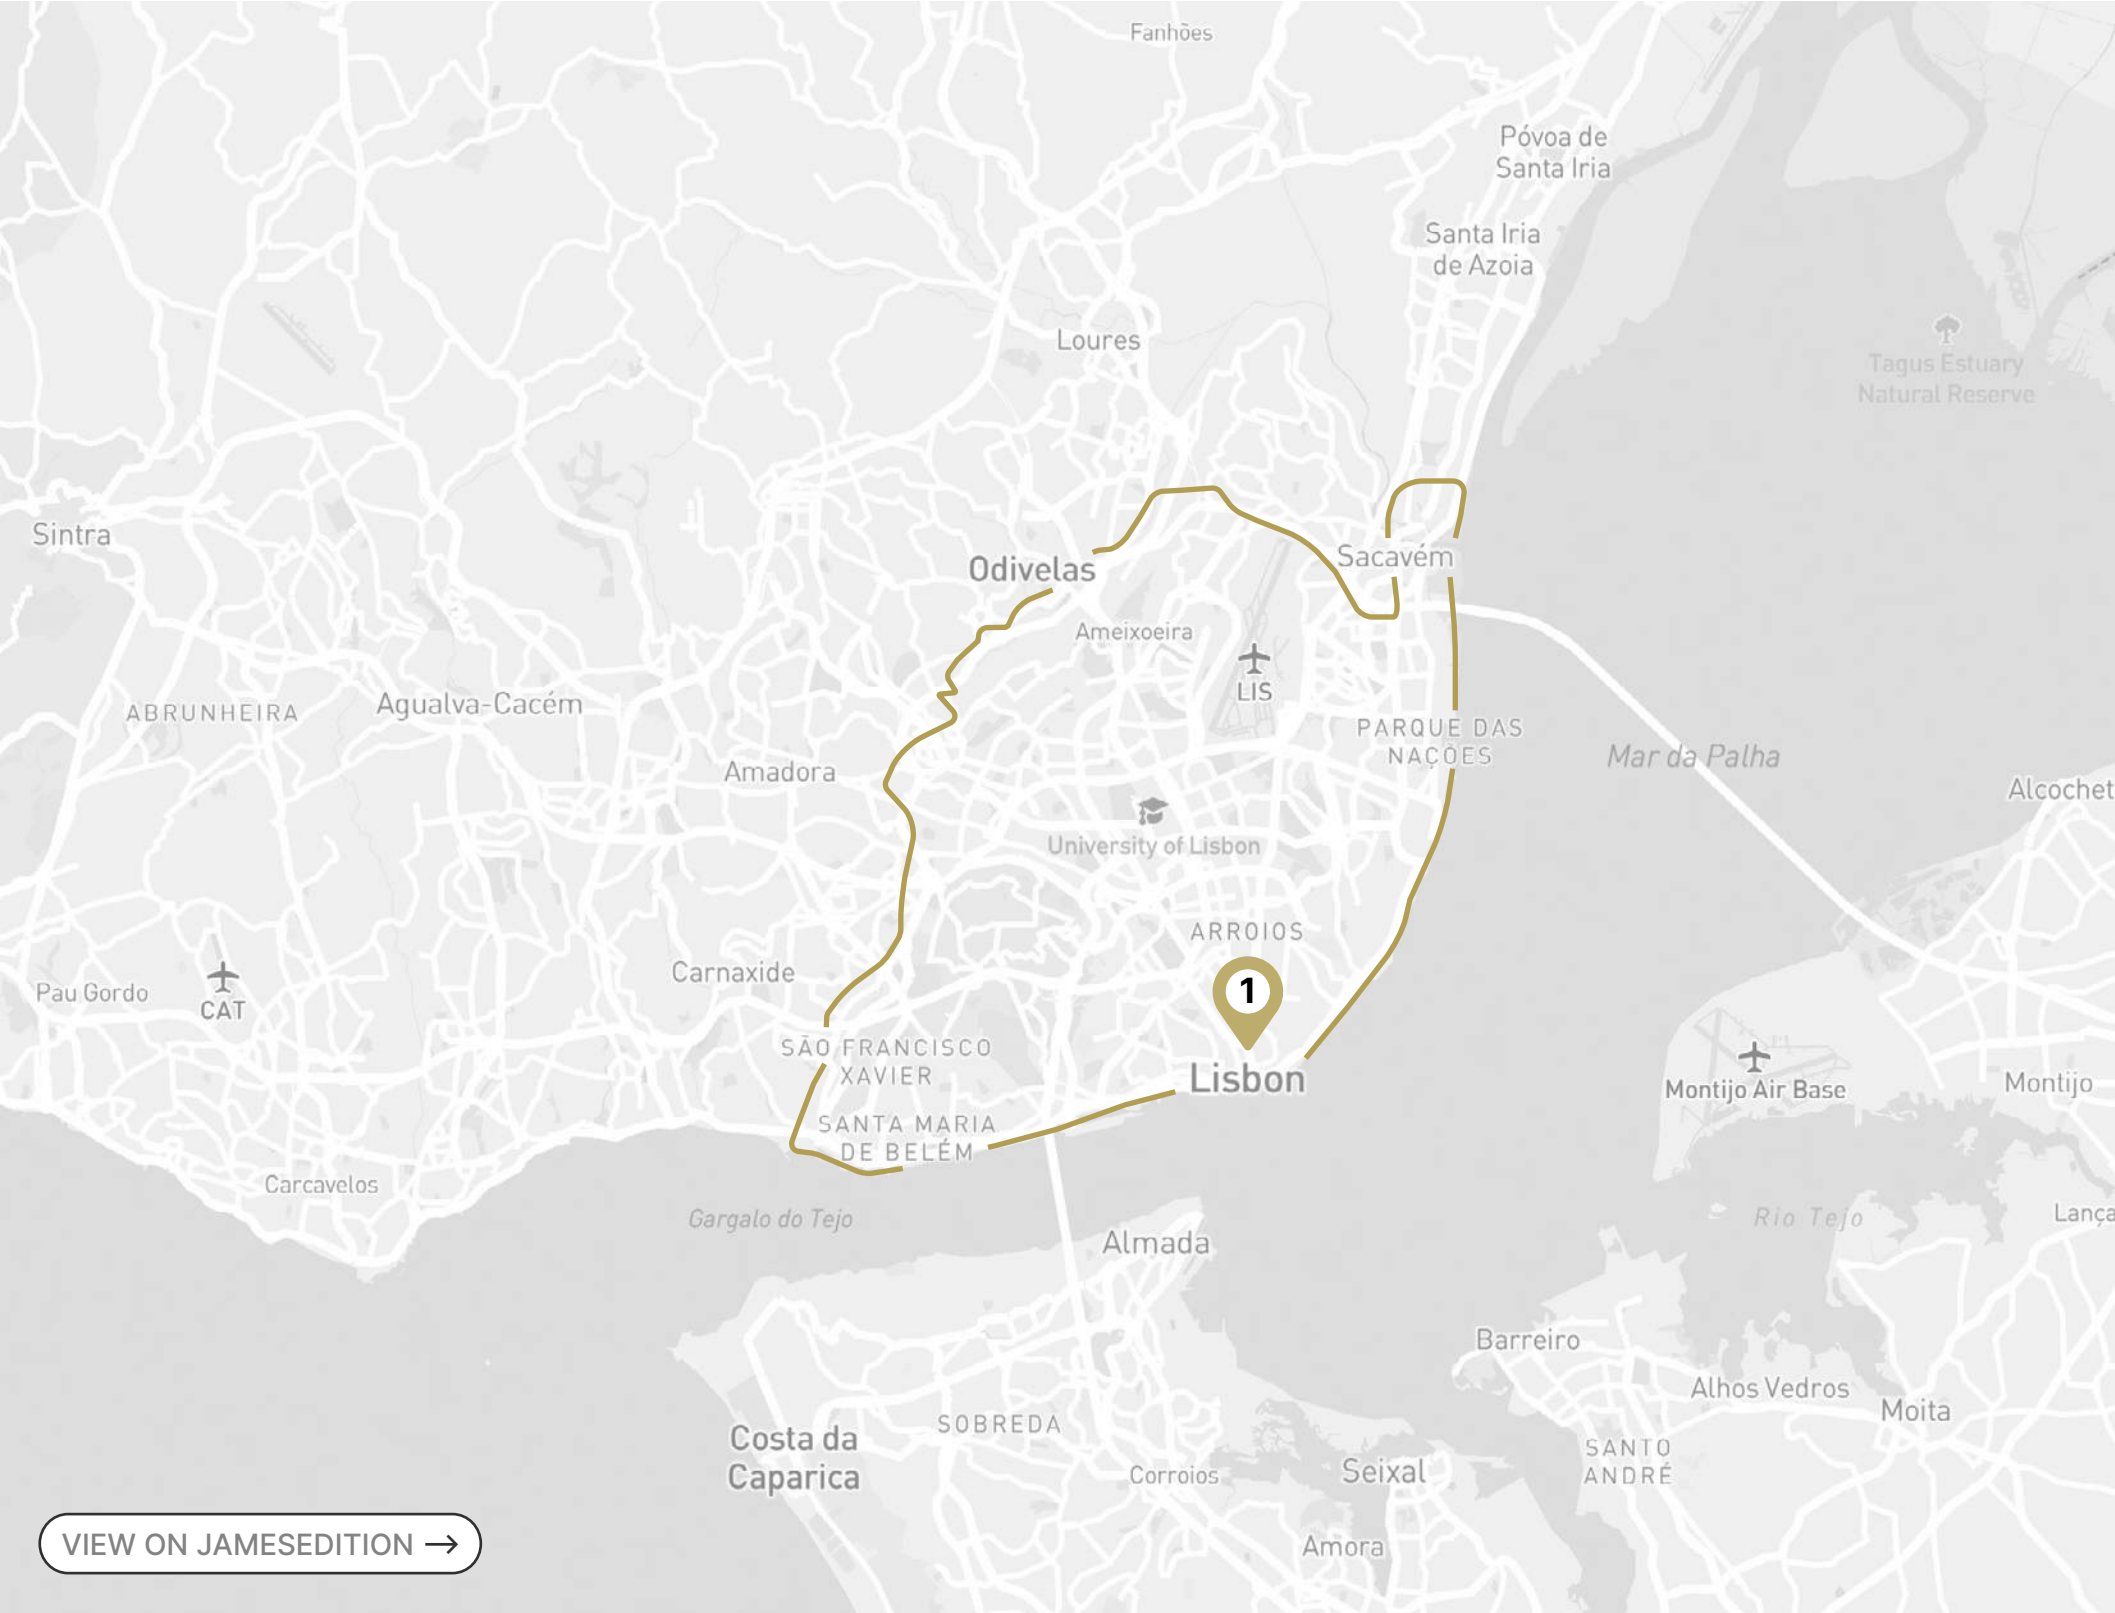 Fanhões
Póvoa de
Santa Iria
Santa Iria
de Azoia
Loures
Tagus Estuary
Natural Reserve
Sintra
Odivelas
Sacavém
Ameixoeira
LIS
ABRUNHEIRA
Agualva-Cacém
PARQUE DAS
NAÇÕES
Mar da Palha
Amadora
Alcochet
University of Lisbon
ARROIOS
Carnaxide
Pau Gordo
CAT
1
SÃO FRANCISCO
XAVIER
Lisbon
Montijo Air Base
Montijo
SANTA MARIA
DE BELÉM
Carcavelos
Gargalo do Tejo
Rio Tejo
Lança
Almada
Barreiro
Alhos Vedros
Moita
SOBREDA
Costa da
Caparica
SANTO
ANDRÉ
Corroios
Seixal
Amora
VIEW ON JAMESEDITION →